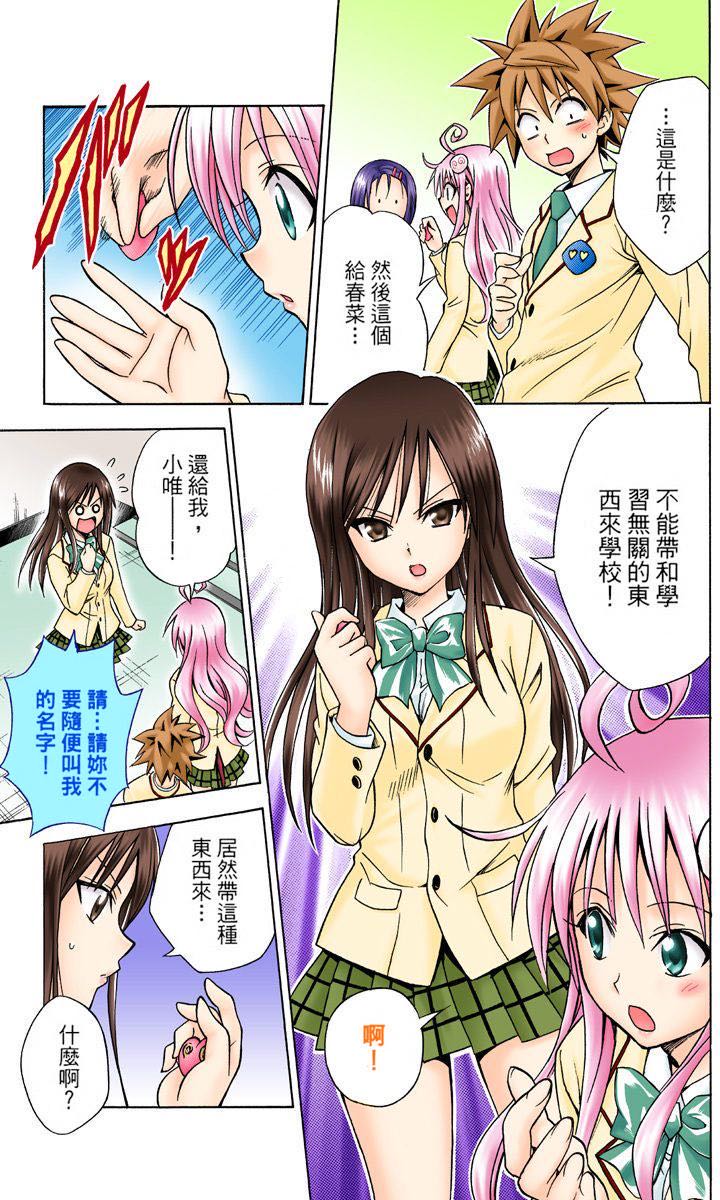 …這是什麼？
然後這個
給春菜…
バッ
不能帶和學
習無關的東
西來學校！
啊！
還給我，
小唯——！
請…請妳不
要隨便叫我
的名字！
居然帶這種
東西來…
什麼啊？